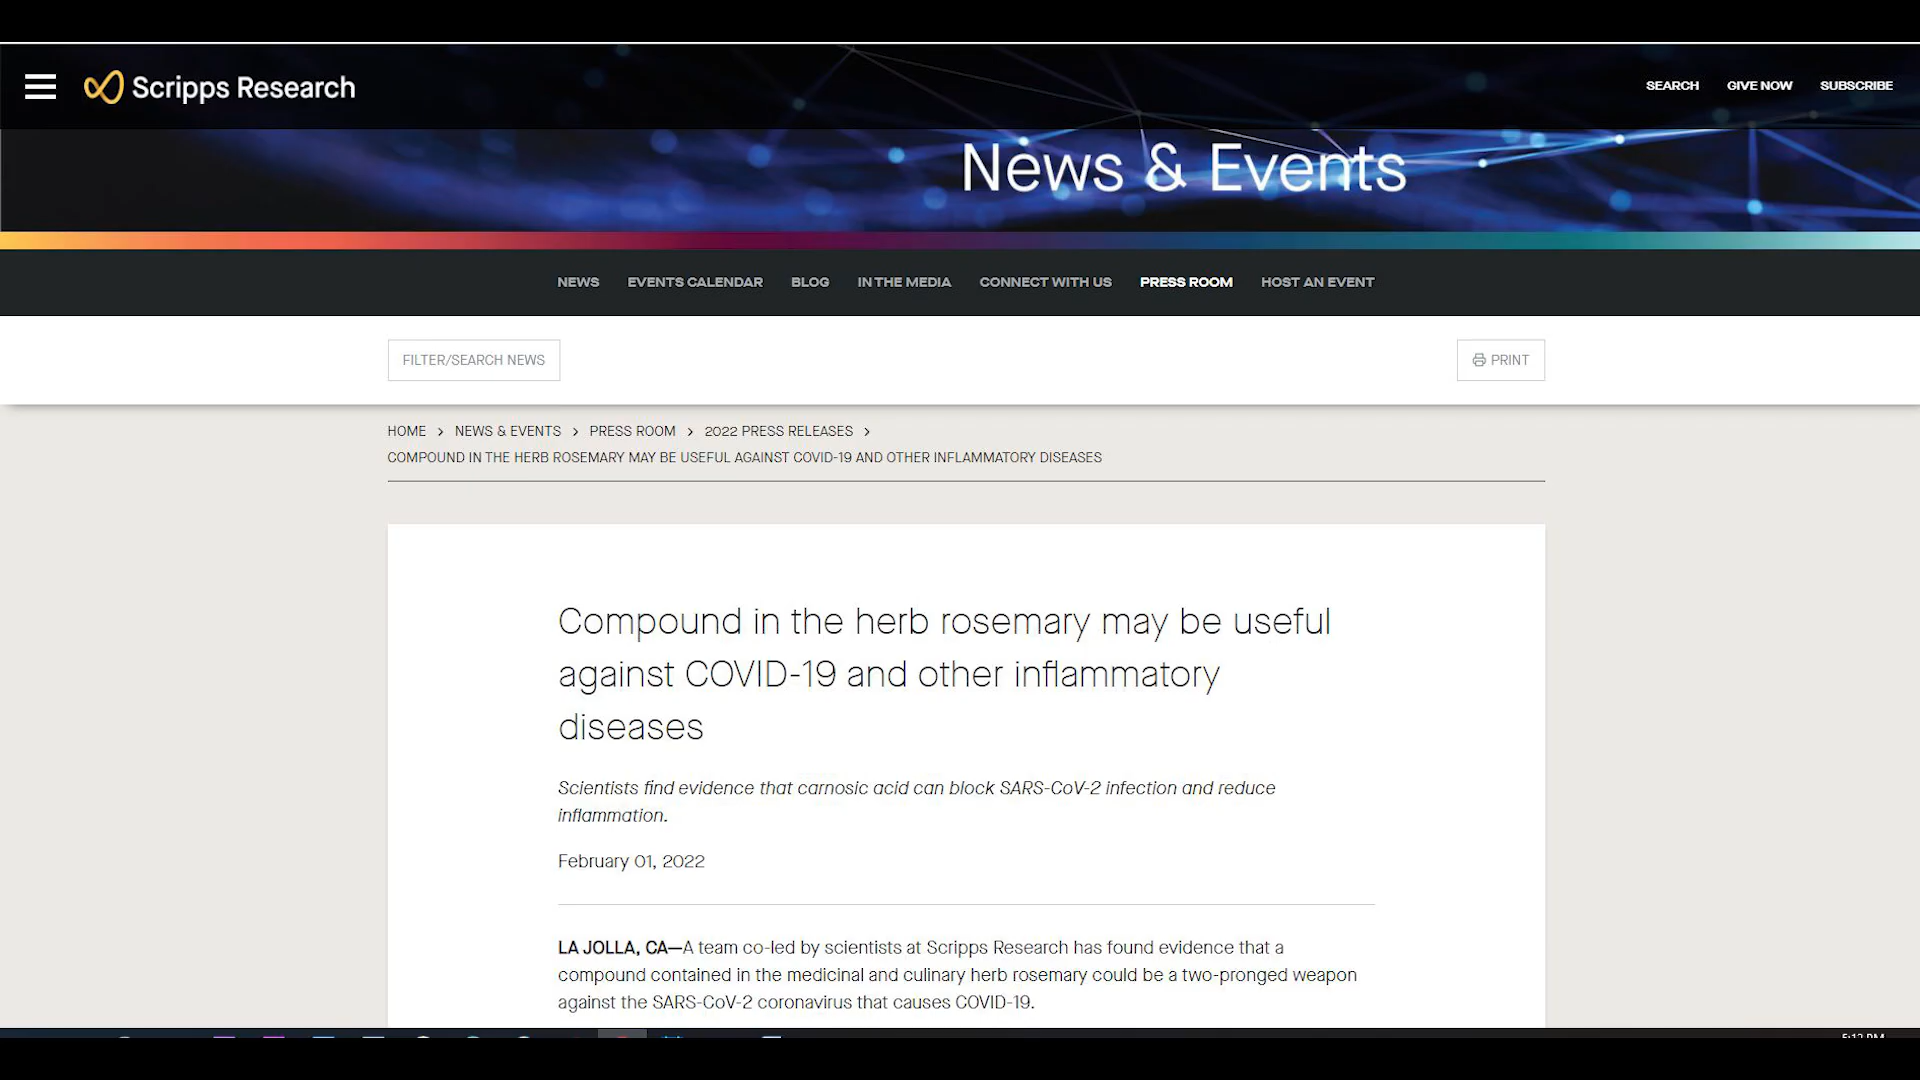 Scripps Research
SEARCH GIVE NOW SUBSCRIBE
News & Events
NEWS EVENTS CALENDAR BLOG IN THE MEDIA CONNECT WITH US PRESS ROOM HOST AN EVENT
FILTER/SEARCH NEWS
PRINT
HOME > NEWS & EVENTS > PRESS ROOM > 2022 PRESS RELEASES >
COMPOUND IN THE HERB ROSEMARY MAY BE USEFUL AGAINST COVID-19 AND OTHER INFLAMMATORY DISEASES
Compound in the herb rosemary may be useful
against COVID-19 and other inflammatory
diseases
Scientists find evidence that carnosic acid can block SARS-CoV-2 infection and reduce
inflammation.
February 01, 2022
LA JOLLA, CA—A team co-led by scientists at Scripps Research has found evidence that a
compound contained in the medicinal and culinary herb rosemary could be a two-pronged weapon
against the SARS-CoV-2 coronavirus that causes COVID-19.